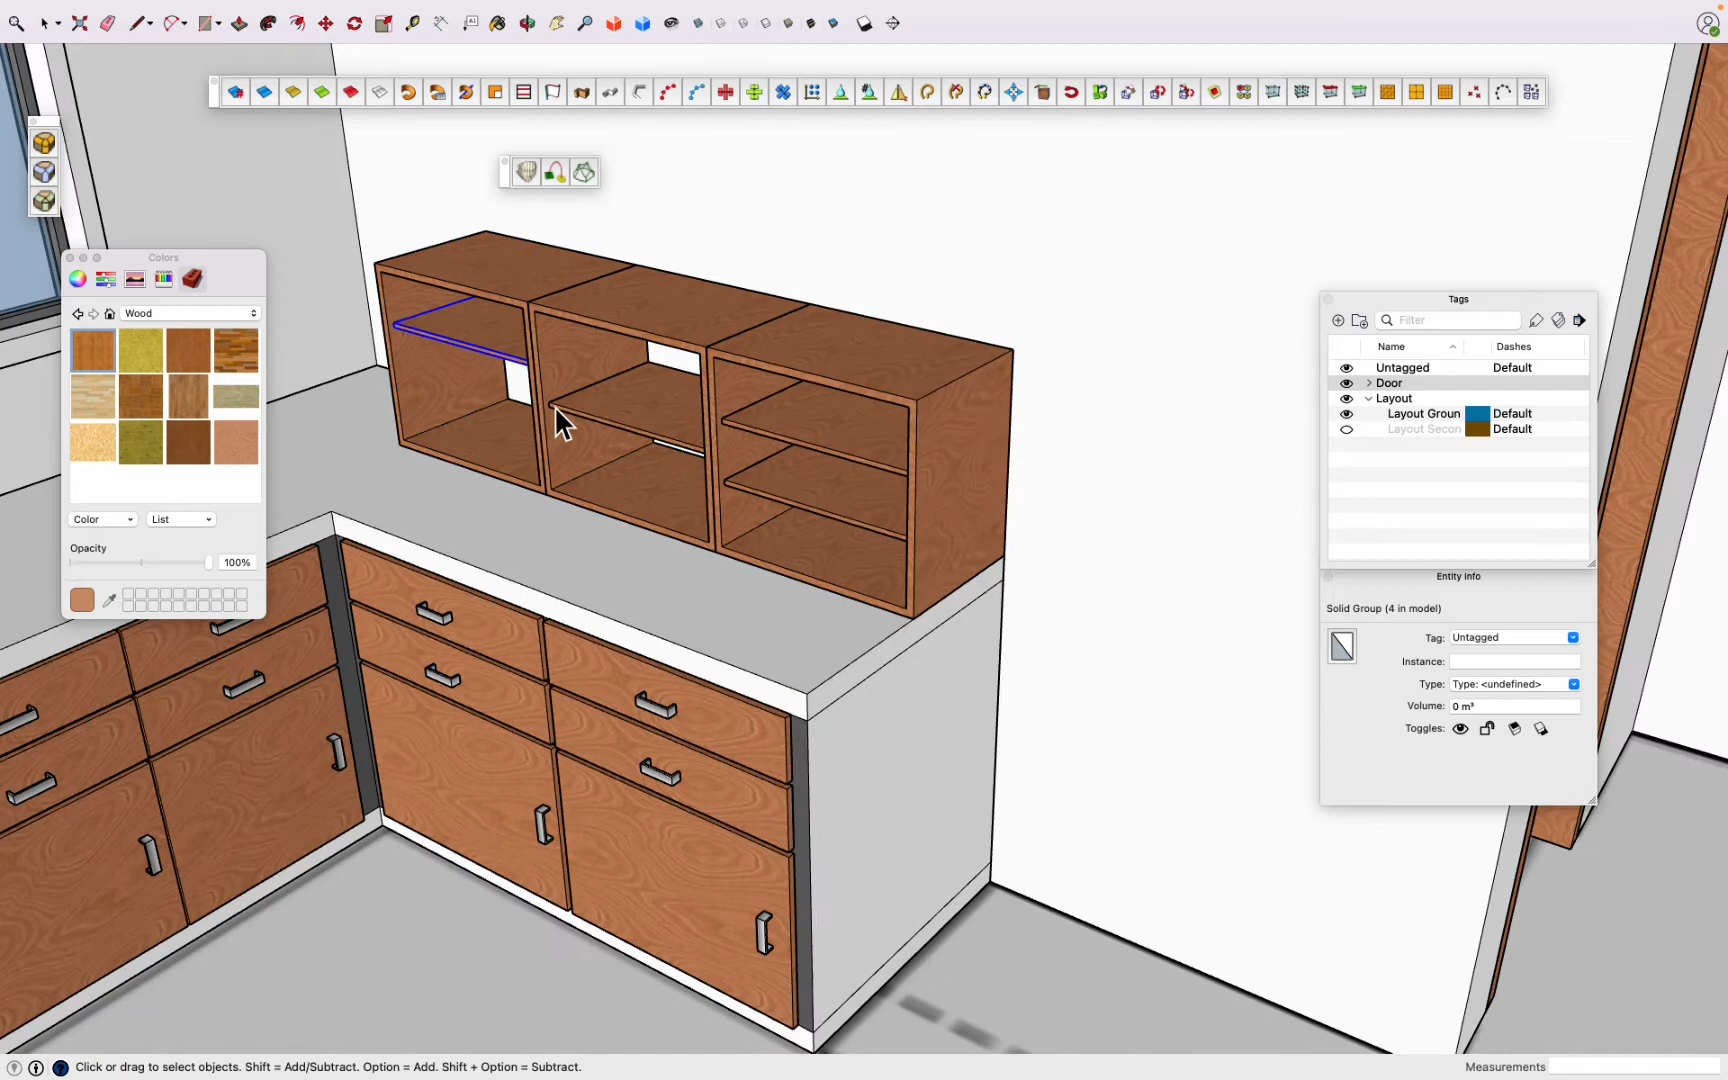 A1
Colors
Wood
Color
List
Opacity
100%
Tags
Filter
Name
Dashes
Untagged
Default
Door
Layout
Layout Groun
Default
Layout Secon
Default
Entity Info
Solid Group (4 in model)
Tag:
Untagged
Instance:
Type:
Type: <undefined>
Volume:
0 m³
Toggles:
Click or drag to select objects. Shift = Add/Subtract. Option = Add. Shift + Option = Subtract.
Measurements